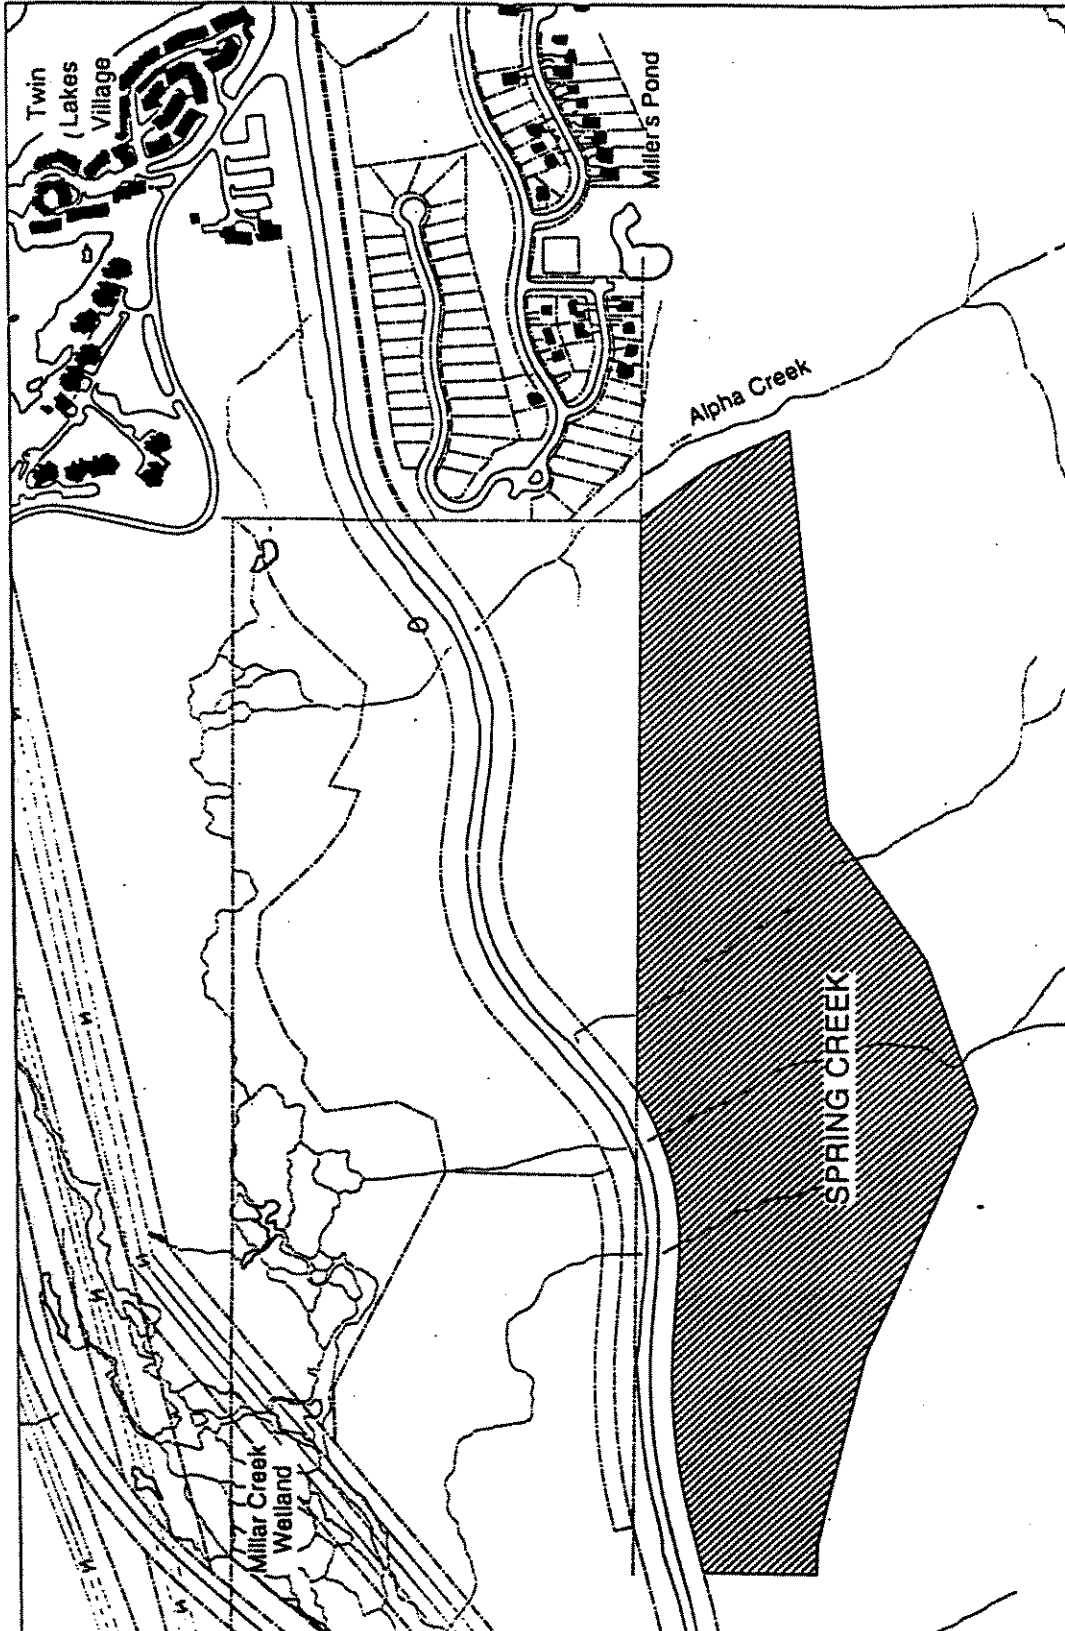 Twin
Lakes
Village
Miller's Pond
Alpha Creek
SPRING CREEK
Millar Creek
Wetland